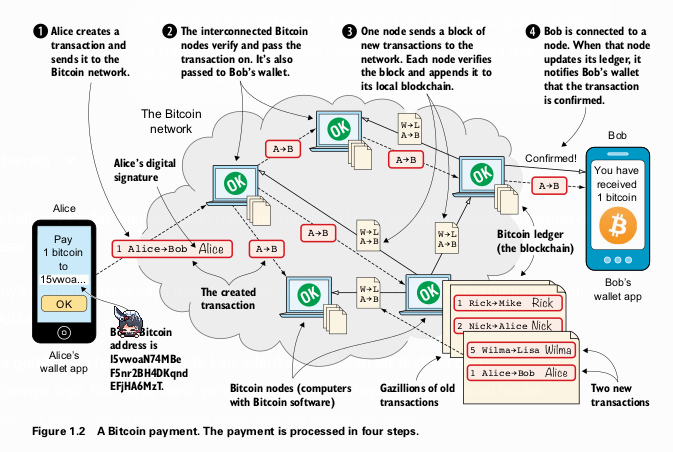 1 Alice creates a
transaction and
sends it to the
Bitcoin network.
2 The interconnected Bitcoin
nodes verify and pass the
transaction on. It's also
passed to Bob's wallet.
3 One node sends a block of
new transactions to the
network. Each node verifies
the block and appends it to
its local blockchain.
4 Bob is connected to a
node. When that node
updates its ledger, it
notifies Bob's wallet
that the transaction
is confirmed.
The Bitcoin
network
OK
W→L
A→B
Bob
A→B
A→B
Confirmed!
Alice's digital
signature
OK
OK
A→B
You have
received
1 bitcoin
Alice
Pay
1 bitcoin
to
15vwoa...
OK
1 Alice→Bob Alice
A→B
A→B
W→L
A→B
W→L
A→B
Bitcoin ledger
(the blockchain)
Bob's
wallet app
The created
transaction
OK
W→L
A→B
OK
1 Rick→Mike Rick
2 Nick→Alice Nick
5 Wilma→Lisa Wilma
1 Alice→Bob Alice
Bitcoin
address is
15vwoaN74MBe
F5nr2BH4DKqnd
EFjHA6MzT.
Alice's
wallet app
Bitcoin nodes (computers
with Bitcoin software)
Gazillions of old
transactions
Two new
transactions
Figure 1.2 A Bitcoin payment. The payment is processed in four steps.